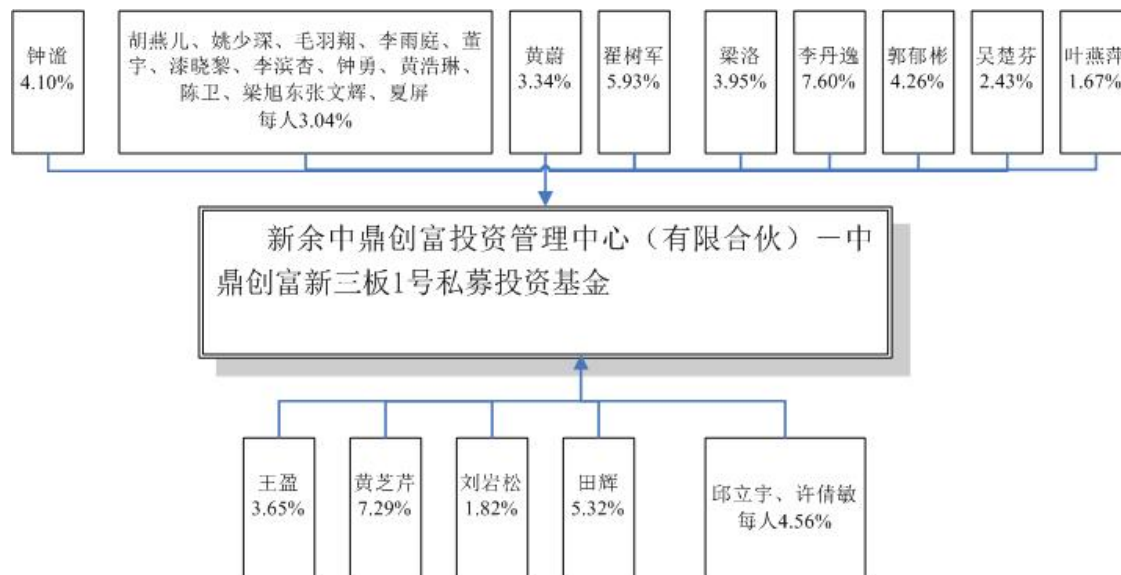 钟谧
4.10%
胡燕儿、姚少琛、毛羽翔、李雨庭、董
宇、漆晓黎、李滨杏、钟勇、黄浩琳、
陈卫、梁旭东张文辉、夏屏
每人3.04%
黄蔚
3.34%
翟树军
5.93%
梁洛
3.95%
李丹逸
7.60%
郭郁彬
4.26%
吴楚芬
2.43%
叶燕萍
1.67%
新余中鼎创富投资管理中心（有限合伙）－中
鼎创富新三板1号私募投资基金
王盈
3.65%
黄芝芹
7.29%
刘岩松
1.82%
田辉
5.32%
邱立宇、许倩敏
每人4.56%